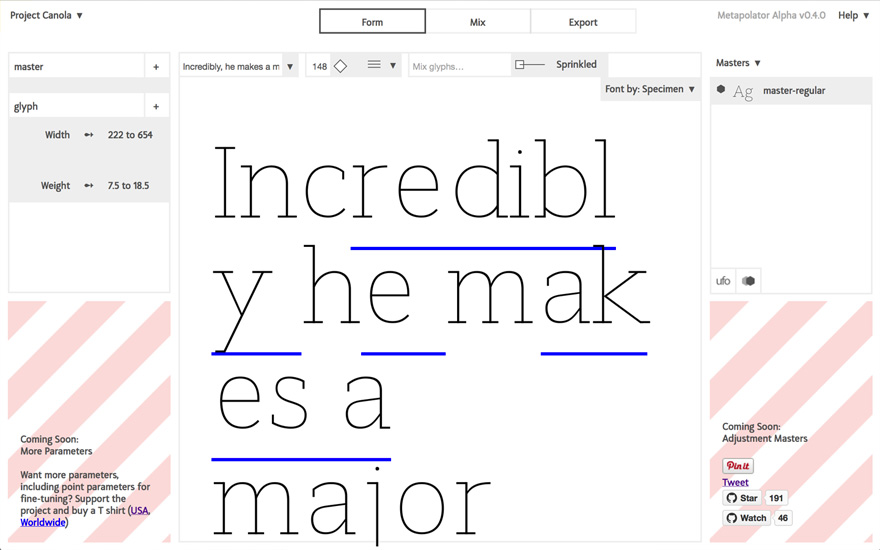 Project Canola ▼
Form
Mix
Export
Metapolator Alpha v0.4.0
Help ▼
master +
glyph +
Width 222 to 654
Weight 7.5 to 18.5
Incredibly, he makes a m ▼
148
▼
Mix glyphs...
Sprinkled
Font by: Specimen ▼
Incredibl
y he mak
es a
major
Masters ▼
Ag master-regular
ufo
Coming Soon:
More Parameters
Want more parameters,
including point parameters for
fine-tuning? Support the
project and buy a T shirt (USA,
Worldwide)
Coming Soon:
Adjustment Masters
Pin it
Tweet
Star 191
Watch 46